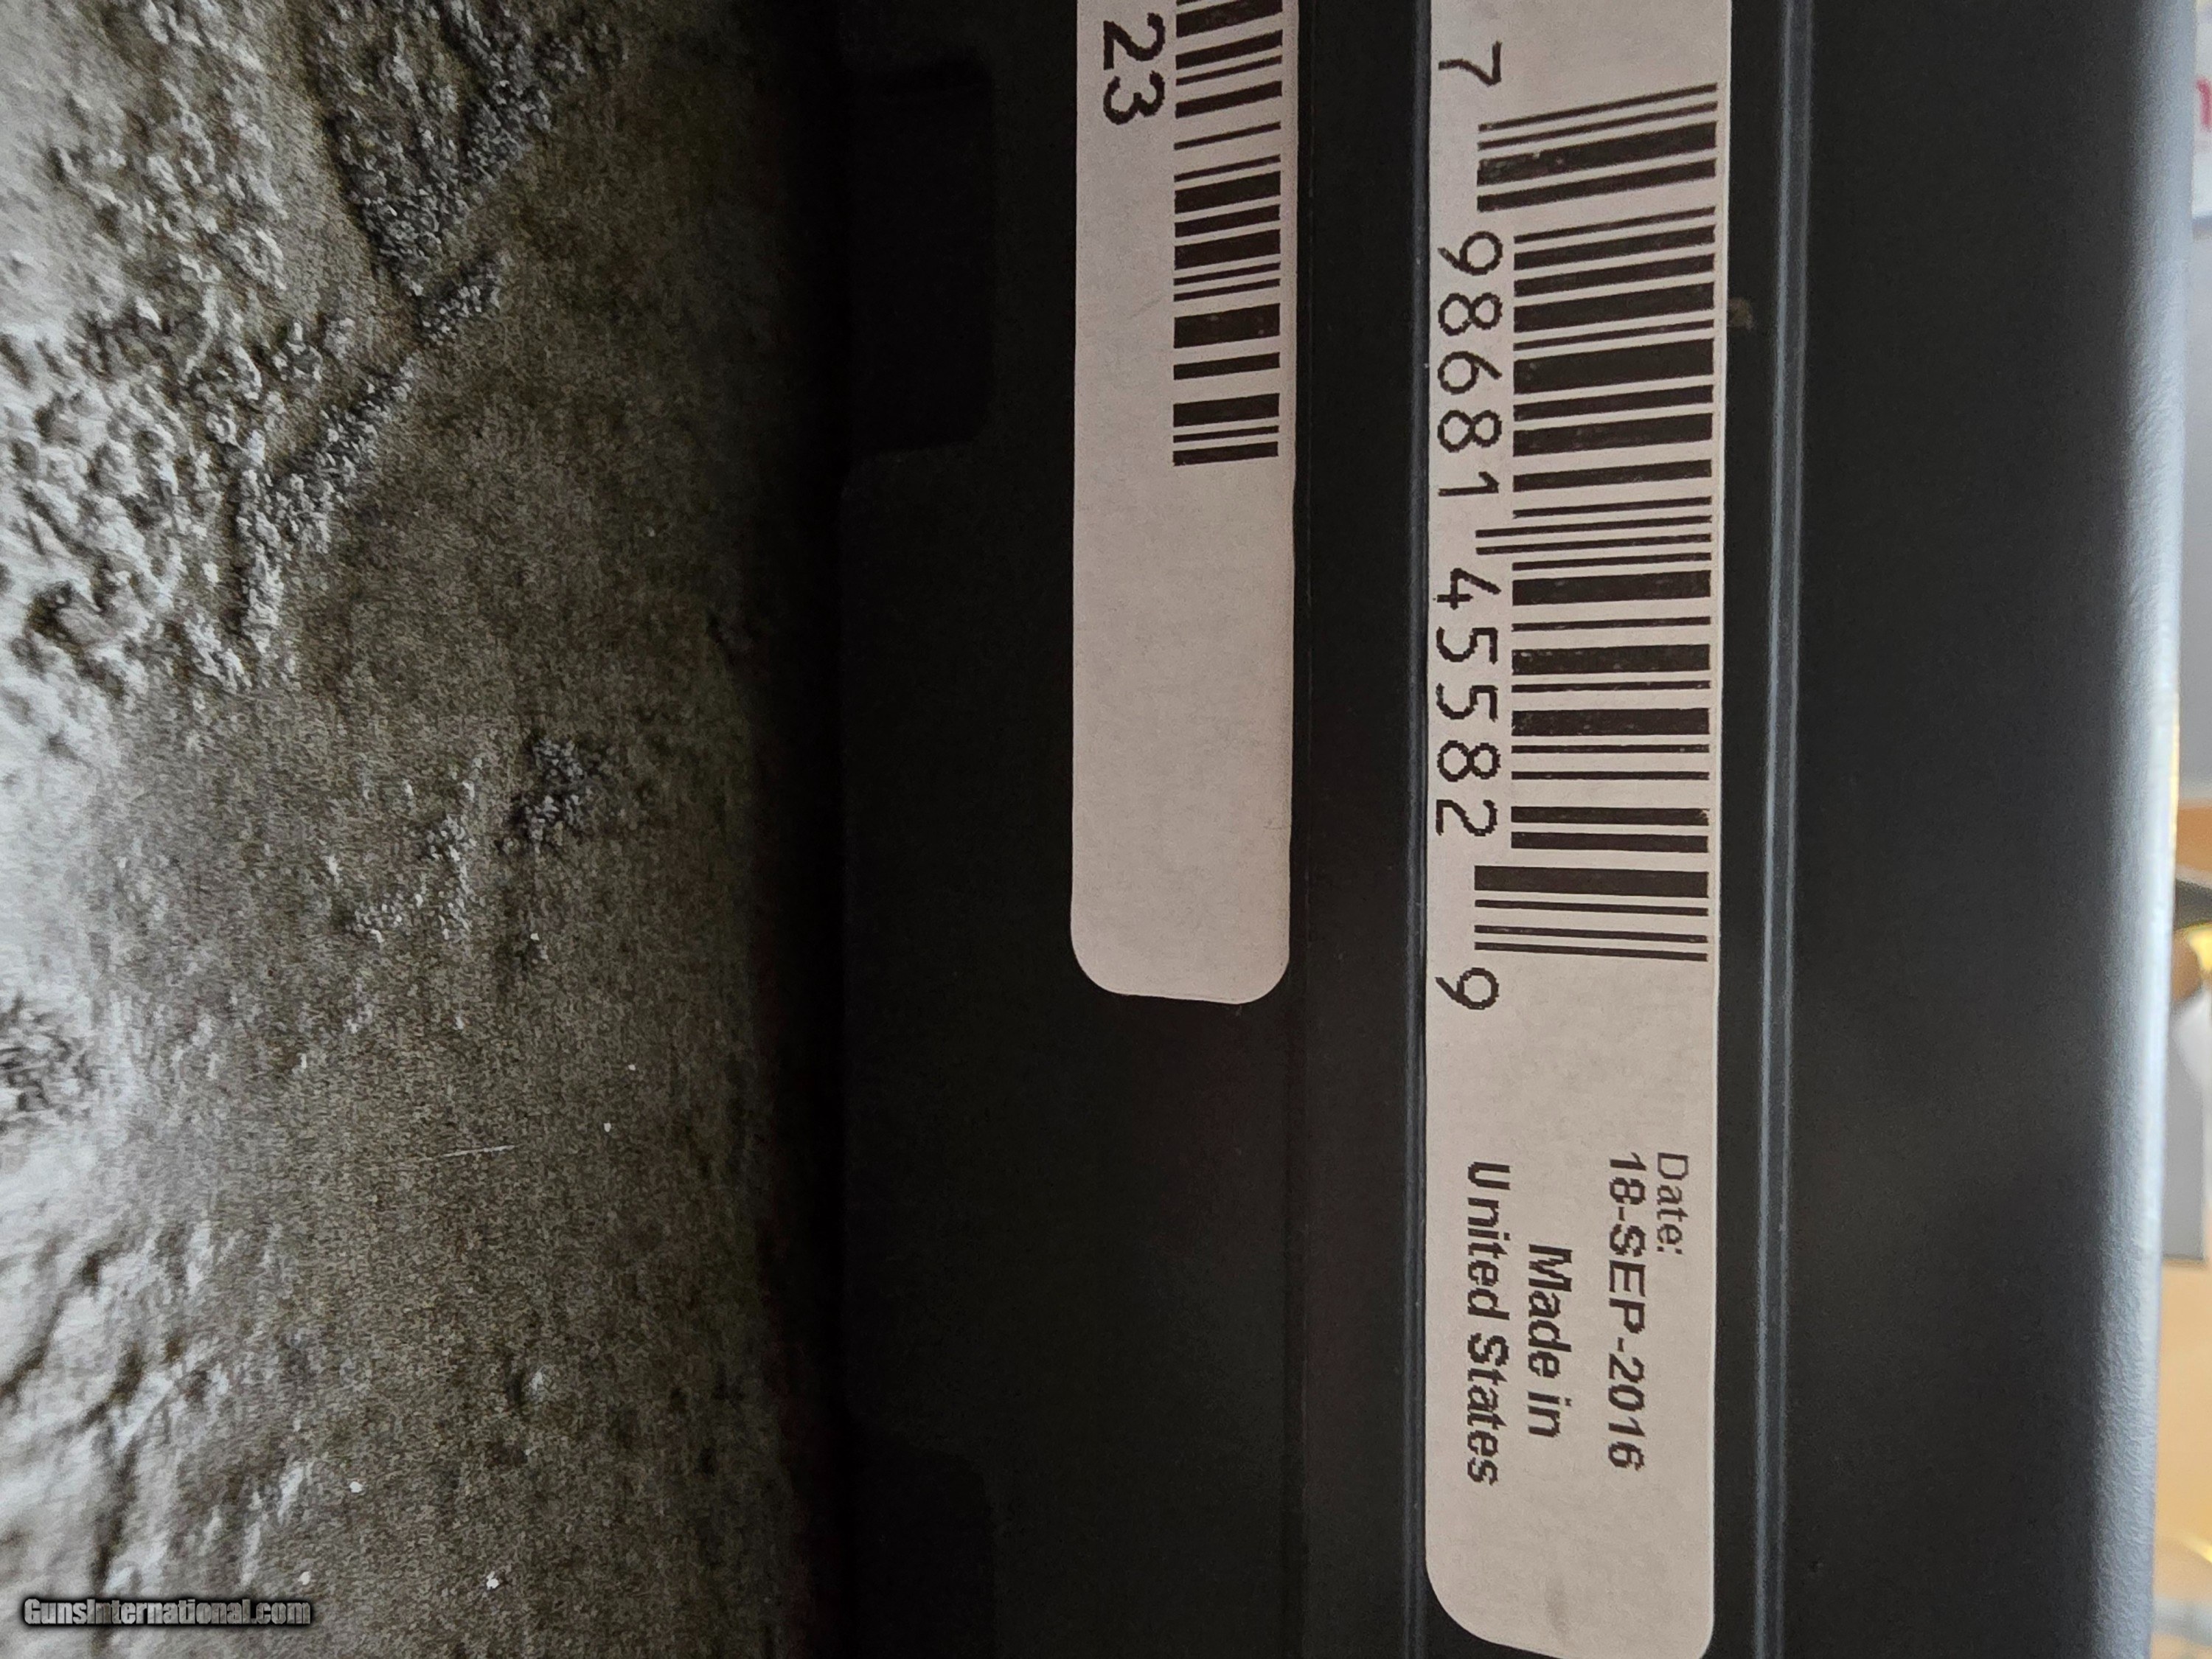 7 98681 45582 9
Date:
18-SEP-2016
Made in
United States
23
GunsInternational.com